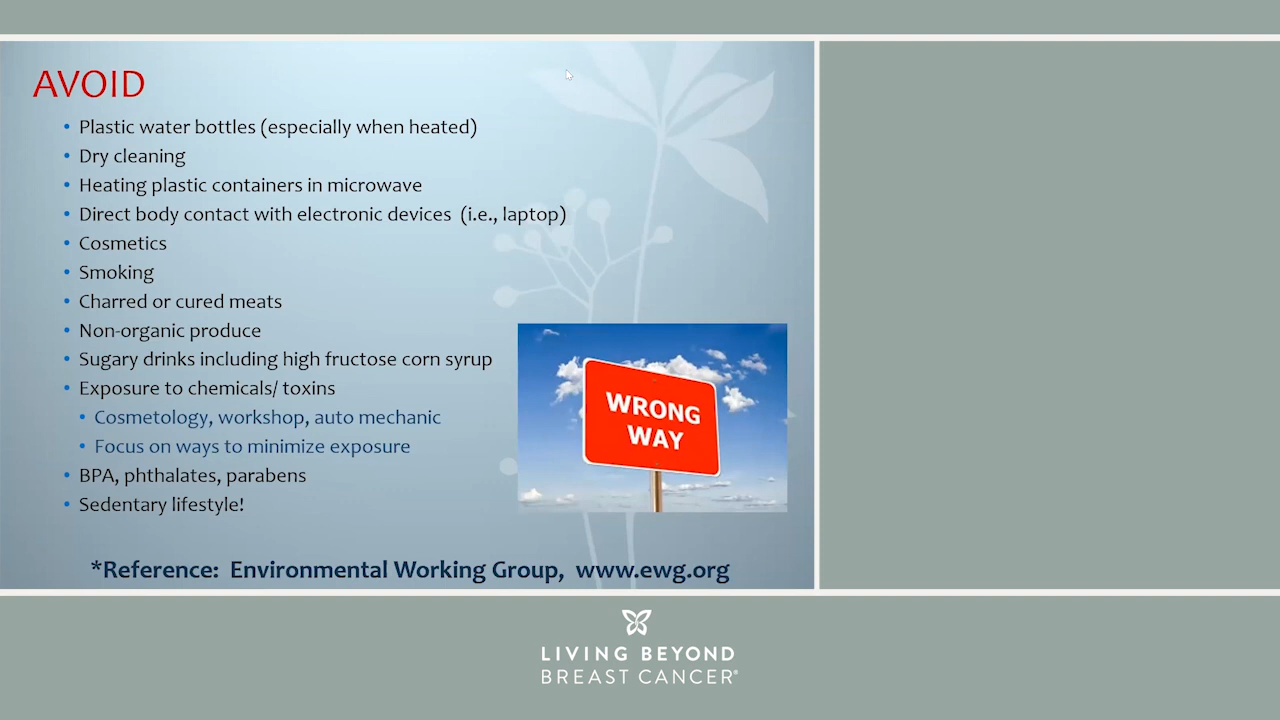 AVOID
• Plastic water bottles (especially when heated)
• Dry cleaning
• Heating plastic containers in microwave
• Direct body contact with electronic devices  (i.e., laptop)
• Cosmetics
• Smoking
• Charred or cured meats
• Non-organic produce
• Sugary drinks including high fructose corn syrup
• Exposure to chemicals/ toxins
• Cosmetology, workshop, auto mechanic
• Focus on ways to minimize exposure
• BPA, phthalates, parabens
• Sedentary lifestyle!
WRONG
WAY
*Reference:  Environmental Working Group,  www.ewg.org
LIVING BEYOND
BREAST CANCER®